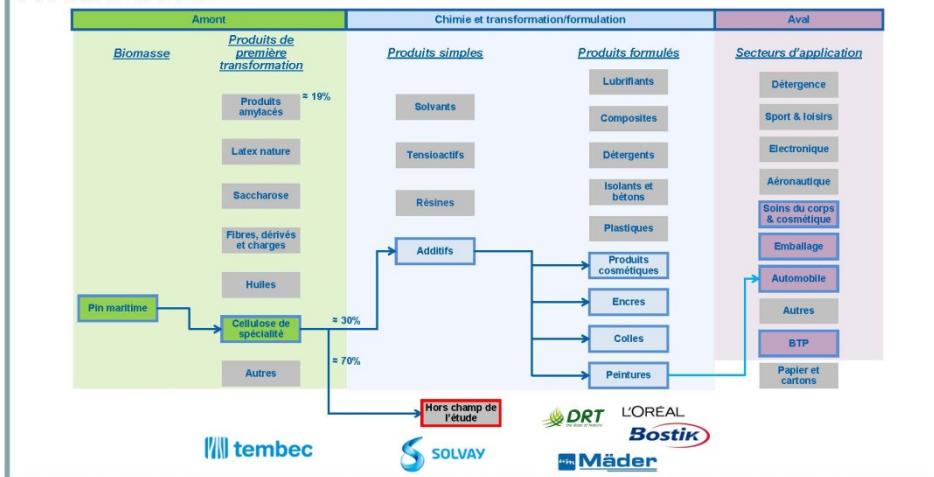 Amont
Chimie et transformation/formulation
Aval
Biomasse
Produits de
première
transformation
Produits simples
Produits formulés
Secteurs d'application
Produits
amylacés
≈ 19%
Latex nature
Saccharose
Fibres, dérivés
et charges
Huiles
Pin maritime
Cellulose de
spécialité
≈ 30%
≈ 70%
Autres
Solvants
Tensioactifs
Résines
Additifs
Hors champ de
l'étude
Lubrifiants
Composites
Détergents
Isolants et
bétons
Plastiques
Produits
cosmétiques
Encres
Colles
Peintures
Détergence
Sport & loisirs
Electronique
Aéronautique
Soins du corps
& cosmétique
Emballage
Automobile
Autres
BTP
Papier et
cartons
tembec
SOLVAY
DRT
L'ORÉAL
Bostik
Mäder